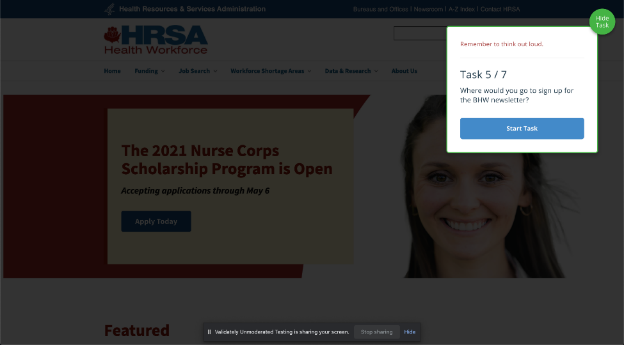 Health Resources & Services Administration
Bureaus and Offices | Newsroom | A-Z Index | Contact HRSA
Hide
Task
HRSA
Health Workforce
Remember to think out loud.
Home Funding Job Search Workforce Shortage Areas Data & Research About Us
Task 5 / 7
Where would you go to sign up for
the BHW newsletter?
Start Task
The 2021 Nurse Corps
Scholarship Program is Open
Accepting applications through May 6
Apply Today
Featured
Validately Unmoderated Testing is sharing your screen. Stop sharing Hide